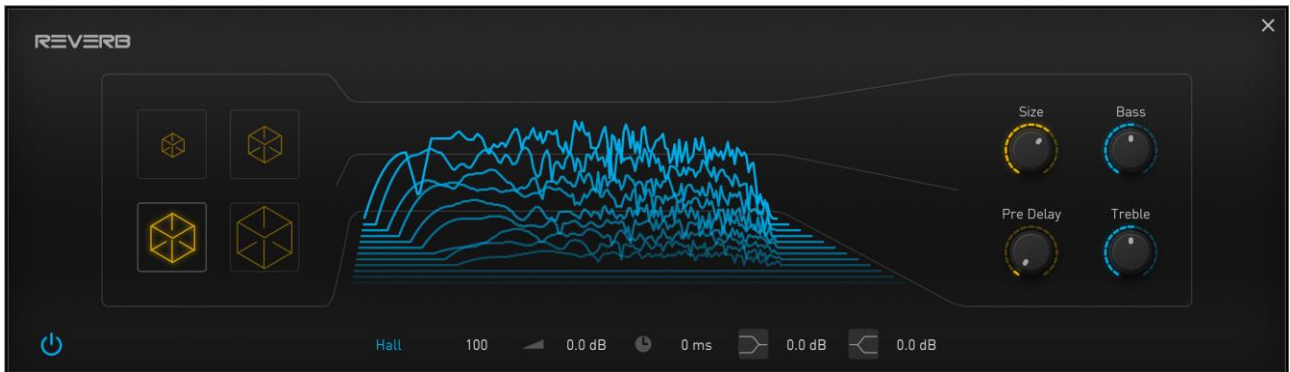 REVERB
Size
Bass
Pre Delay
Treble
Hall 100 0.0 dB 0 ms 0.0 dB 0.0 dB